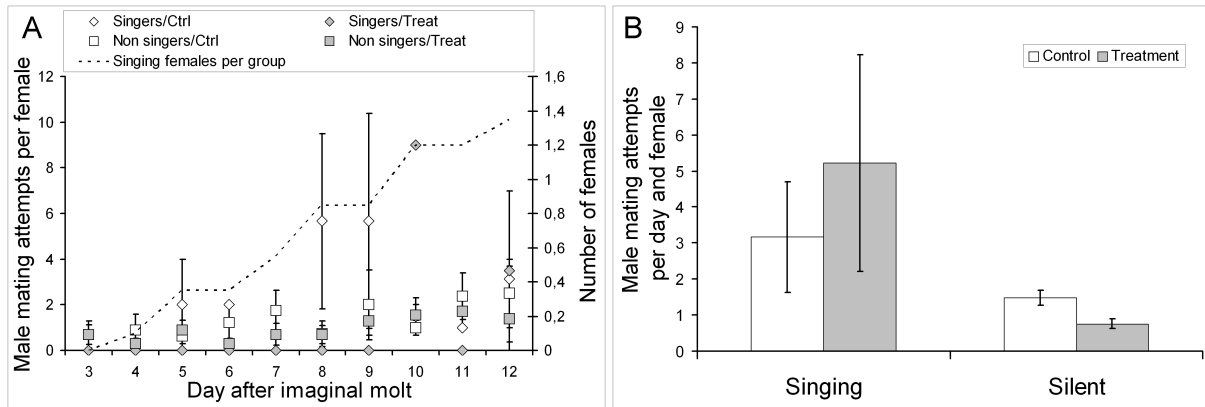 A
Singers/Ctrl
Singers/Treat
Non singers/Ctrl
Non singers/Treat
Singing females per group
Male mating attempts per female
12
10
8
6
4
2
0
1,6
1,4
1,2
1
0,8
0,6
0,4
0,2
0
Number of females
3 4 5 6 7 8 9 10 11 12
Day after imaginal molt
B
Control Treatment
Male mating attempts
per day and female
9
8
7
6
5
4
3
2
1
0
Singing Silent